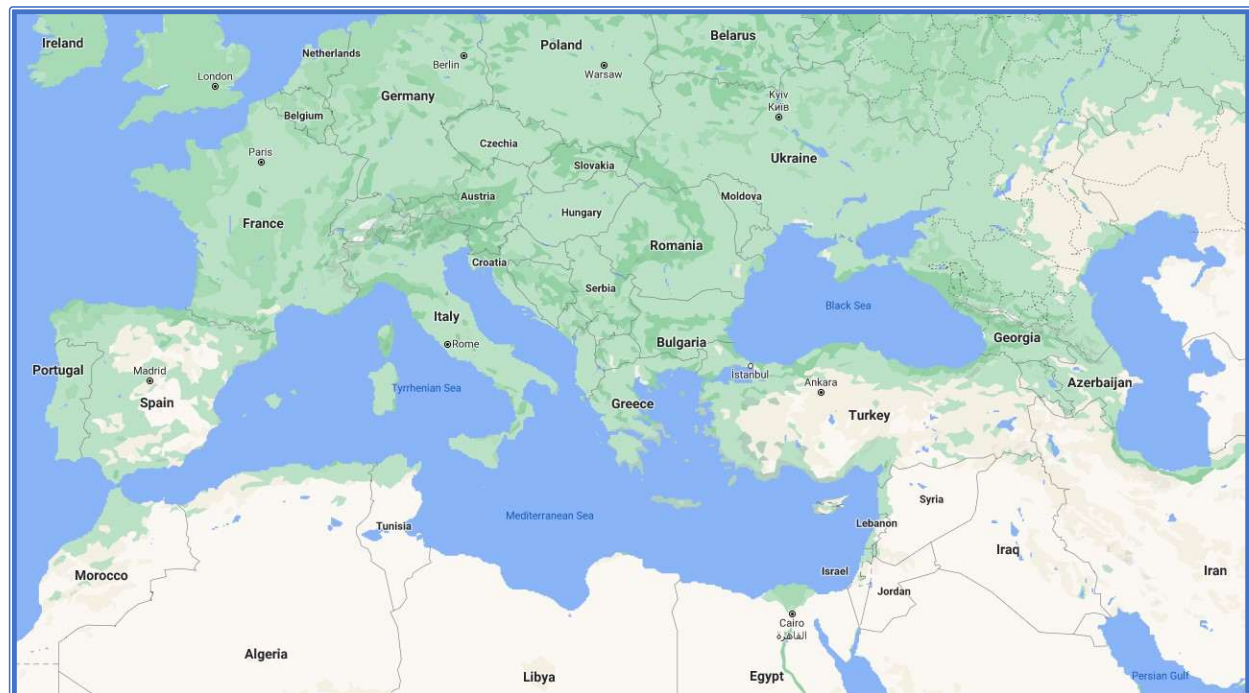 Ireland
Netherlands
London
Belgium
Paris
France
Berlin
Germany
Poland
Warsaw
Belarus
Kyiv
Київ
Ukraine
Czechia
Slovakia
Austria
Hungary
Moldova
Romania
Croatia
Serbia
Italy
Rome
Bulgaria
Black Sea
Georgia
Azerbaijan
Portugal
Madrid
Spain
Tyrrhenian Sea
Greece
İstanbul
Ankara
Turkey
Mediterranean Sea
Tunisia
Morocco
Algeria
Libya
Lebanon
Syria
Israel
Jordan
Iraq
Iran
Cairo
القاهرة
Egypt
Persian Gulf